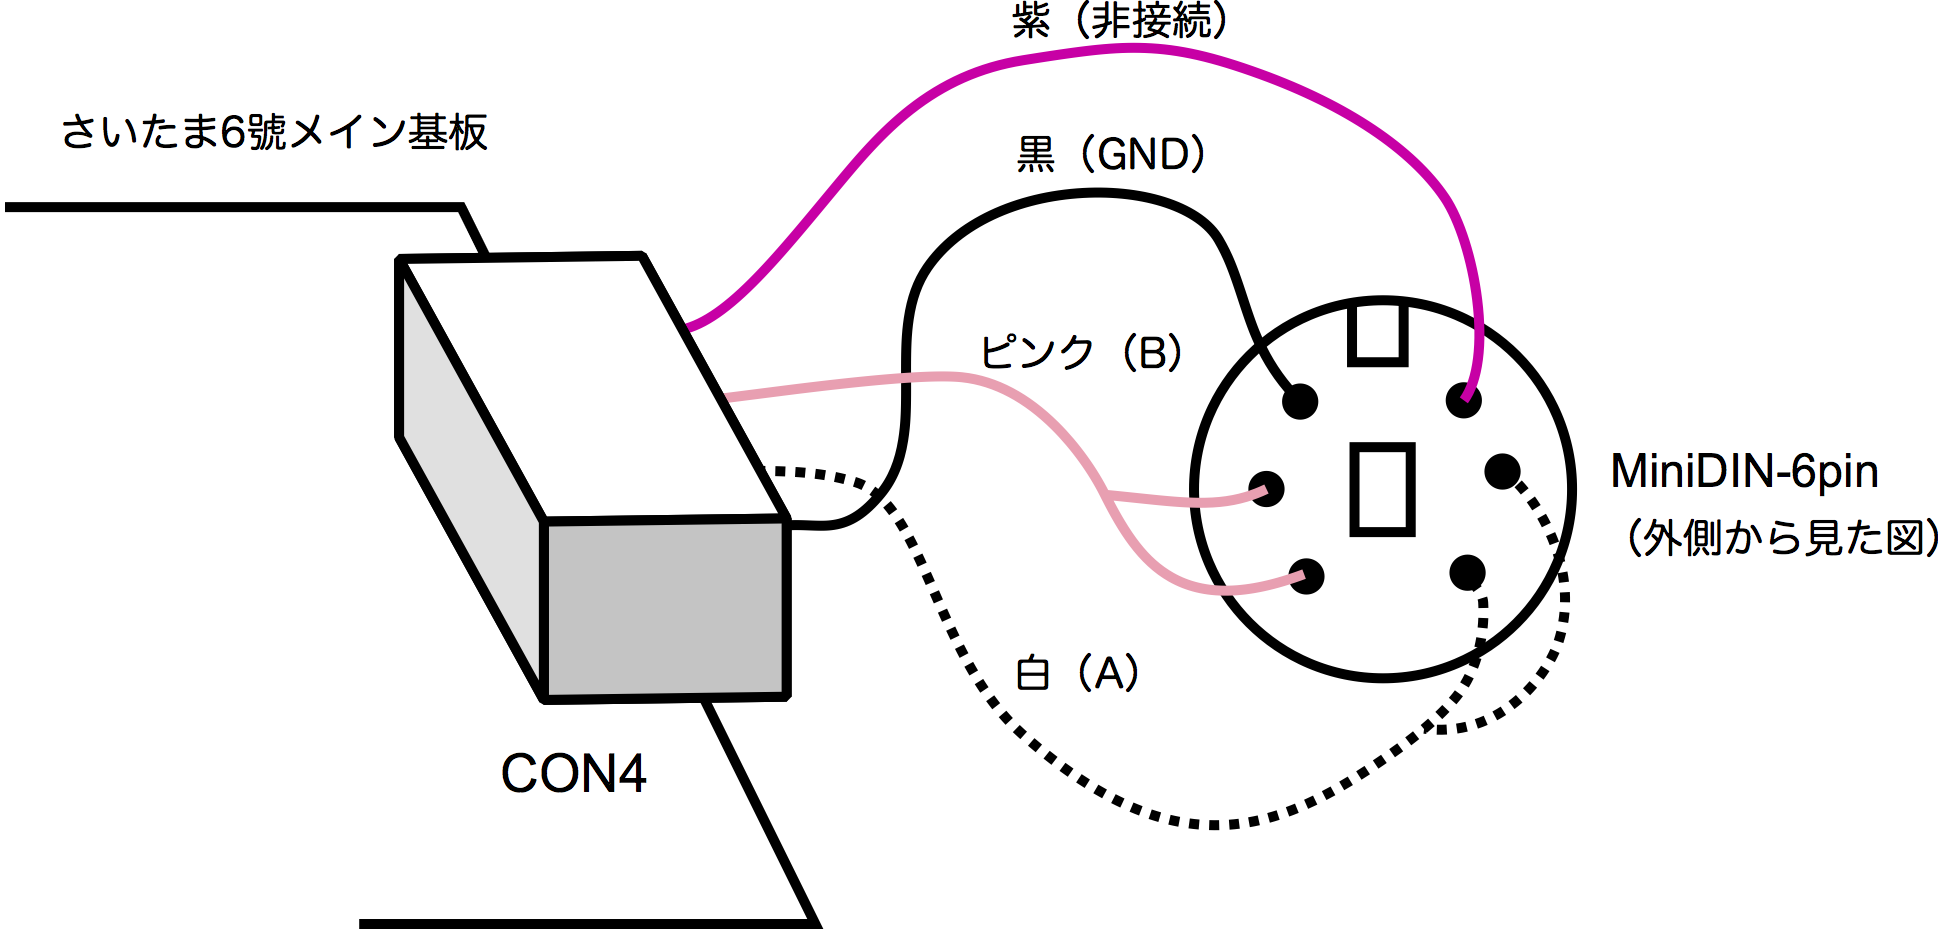 紫（非接続）
さいたま6號メイン基板
黒（GND）
ピンク（B）
MiniDIN-6pin
（外側から見た図）
白（A）
CON4